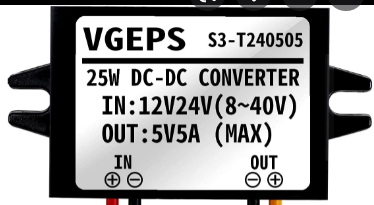 VGEPS S3-T240505
25W DC-DC CONVERTER
IN:12V24V(8~40V)
OUT:5V5A (MAX)
IN OUT
⊕ ⊖ ⊖ ⊕